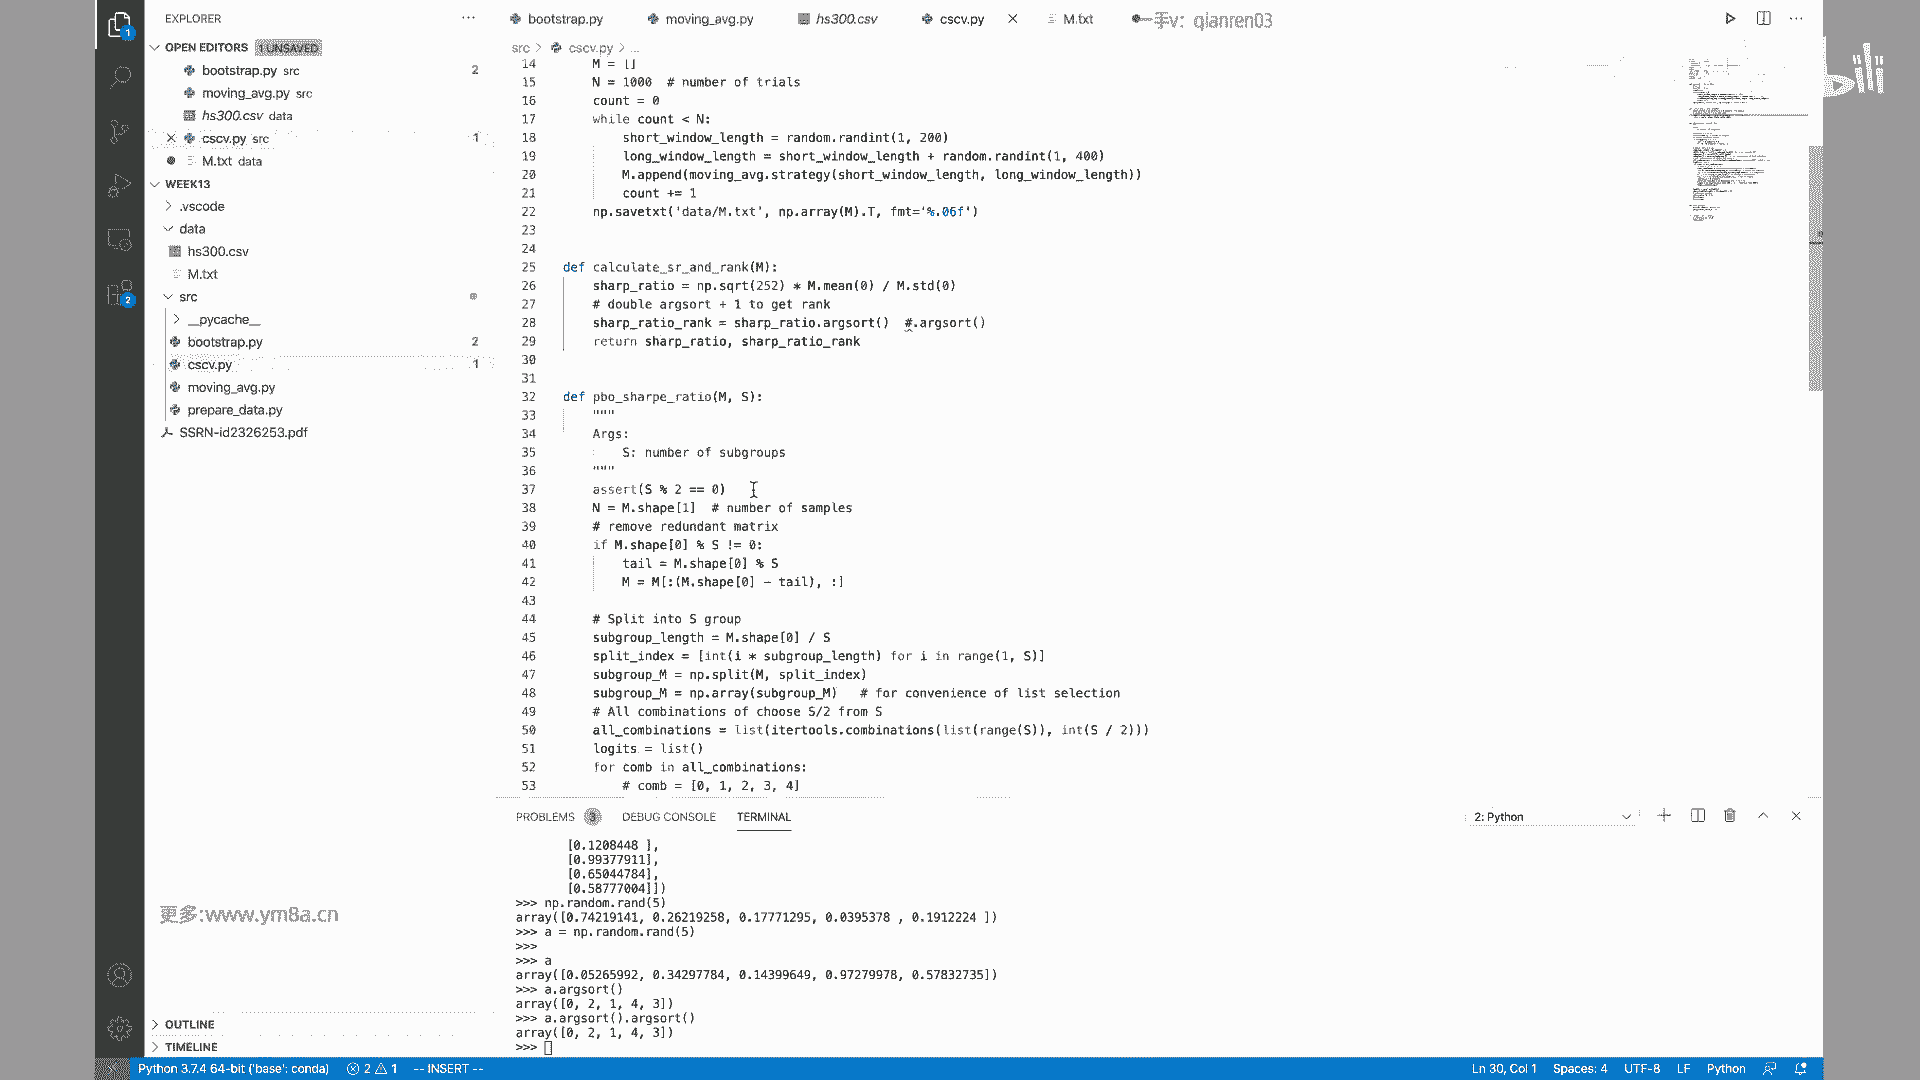 EXPLORER
bootstrap.py
moving_avg.py
hs300.csv
cscv.py
M.txt
手v: qianren03
bili
OPEN EDITORS
1 UNSAVED
src > cscv.py > ...
bootstrap.py src 2
moving_avg.py src
hs300.csv data
cscv.py src 1
M.txt data
WEEK13
.vscode
data
hs300.csv
M.txt
src
__pycache__
bootstrap.py 2
cscv.py 1
moving_avg.py
prepare_data.py
SSRN-id2326253.pdf
更多:www.ym8a.cn
OUTLINE
TIMELINE
14 M = []
15 N = 1000 # number of trials
16 count = 0
17 while count < N:
18 short_window_length = random.randint(1, 200)
19 long_window_length = short_window_length + random.randint(1, 400)
20 M.append(moving_avg.strategy(short_window_length, long_window_length))
21 count += 1
22 np.savetxt('data/M.txt', np.array(M).T, fmt='%.06f')
23
24
25 def calculate_sr_and_rank(M):
26 sharp_ratio = np.sqrt(252) * M.mean(0) / M.std(0)
27 # double argsort + 1 to get rank
28 sharp_ratio_rank = sharp_ratio.argsort() #.argsort()
29 return sharp_ratio, sharp_ratio_rank
30
31
32 def pbo_sharpe_ratio(M, S):
33 """
34 Args:
35 S: number of subgroups
36 """
37 assert(S % 2 == 0)
38 N = M.shape[1] # number of samples
39 # remove redundant matrix
40 if M.shape[0] % S != 0:
41 tail = M.shape[0] % S
42 M = M[:(M.shape[0] - tail), :]
43
44 # Split into S group
45 subgroup_length = M.shape[0] / S
46 split_index = [int(i * subgroup_length) for i in range(1, S)]
47 subgroup_M = np.split(M, split_index)
48 subgroup_M = np.array(subgroup_M) # for convenience of list selection
49 # All combinations of choose S/2 from S
50 all_combinations = list(itertools.combinations(list(range(S)), int(S / 2)))
51 logits = list()
52 for comb in all_combinations:
53 # comb = [0, 1, 2, 3, 4]
PROBLEMS 3 DEBUG CONSOLE TERMINAL
2: Python
[0.1208448 ],
[0.99377911],
[0.65044784],
[0.58777004]])
>>> np.random.rand(5)
array([0.74219141, 0.26219258, 0.17771295, 0.0395378 , 0.1912224 ])
>>> a = np.random.rand(5)
>>>
>>> a
array([0.05265992, 0.34297784, 0.14399649, 0.97279978, 0.57832735])
>>> a.argsort()
array([0, 2, 1, 4, 3])
>>> a.argsort().argsort()
array([0, 2, 1, 4, 3])
>>>
Python 3.7.4 64-bit ('base': conda) 2 1 -- INSERT --
Ln 30, Col 1 Spaces: 4 UTF-8 LF Python